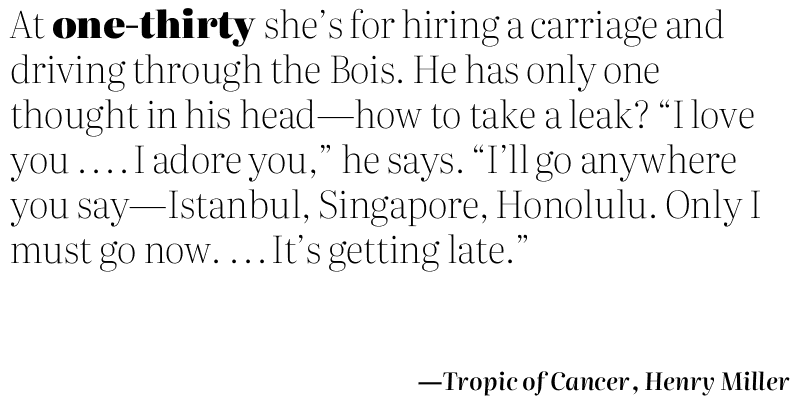 At one-thirty she’s for hiring a carriage and
driving through the Bois. He has only one
thought in his head—how to take a leak? “I love
you . . . . I adore you,” he says. “I’ll go anywhere
you say—Istanbul, Singapore, Honolulu. Only I
must go now. . . . It’s getting late.”
—Tropic of Cancer, Henry Miller